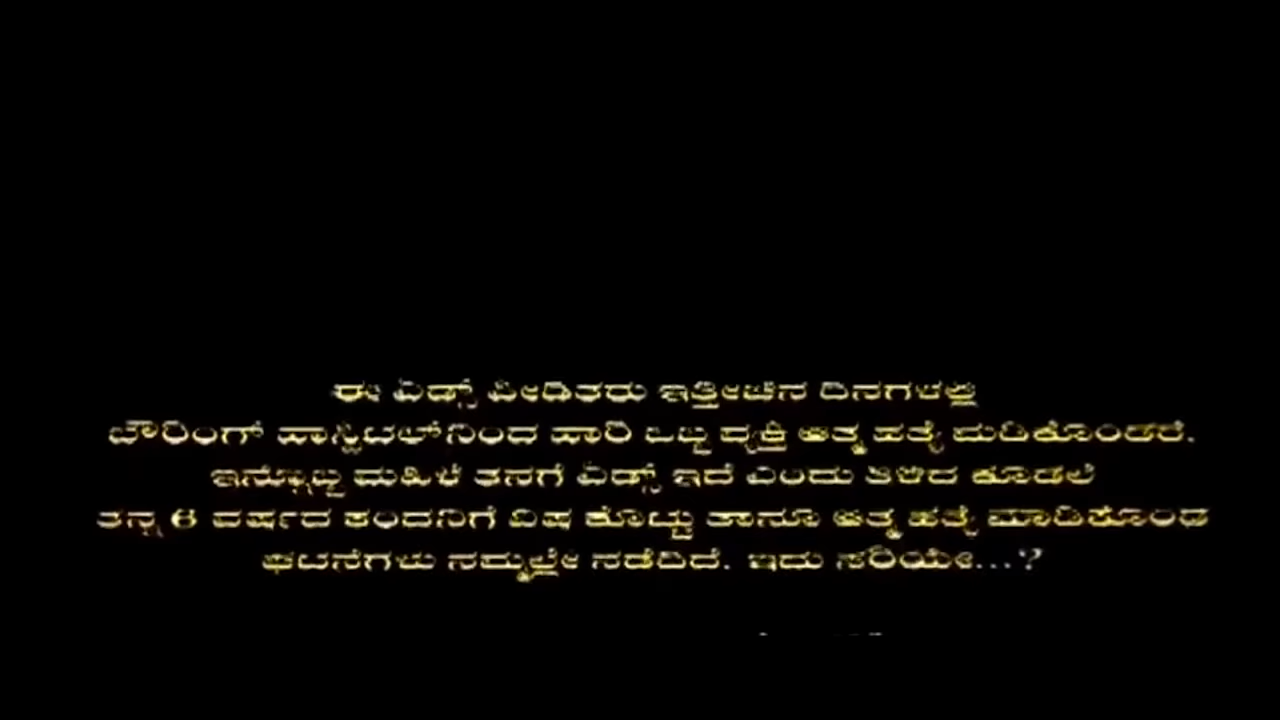 ಈ ಏಡ್ಸ್ ಪೀಡಿತರು ಇತ್ತೀಚಿನ ದಿನಗಳಲ್ಲಿ
ಬೌರಿಂಗ್ ಹಾಸ್ಪಿಟಲ್‌ನಿಂದ ಹಾರಿ ಒಬ್ಬ ವ್ಯಕ್ತಿ ಆತ್ಮ ಹತ್ಯೆ ಮಾಡಿಕೊಂಡರೆ.
ಇನ್ನೊಬ್ಬ ಮಹಿಳೆ ತನಗೆ ಏಡ್ಸ್ ಇದೆ ಎಂದು ತಿಳಿದ ಕೂಡಲೆ
ತನ್ನ 6 ವರ್ಷದ ಕಂದನಿಗೆ ವಿಷ ಕೊಟ್ಟು ತಾನೂ ಆತ್ಮ ಹತ್ಯೆ ಮಾಡಿಕೊಂಡ
ಘಟನೆಗಳು ನಮ್ಮಲ್ಲೇ ನಡೆದಿದೆ. ಇದು ಸರಿಯೇ...?